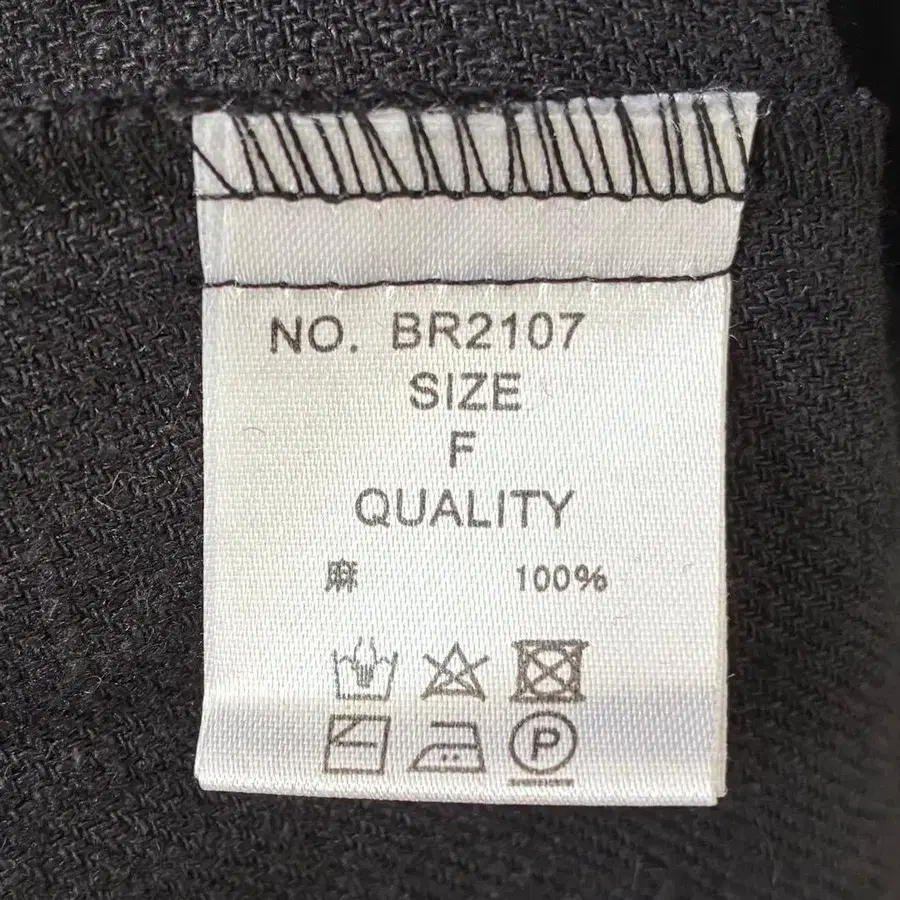 NO. BR2107
SIZE
F
QUALITY
麻 100%
P